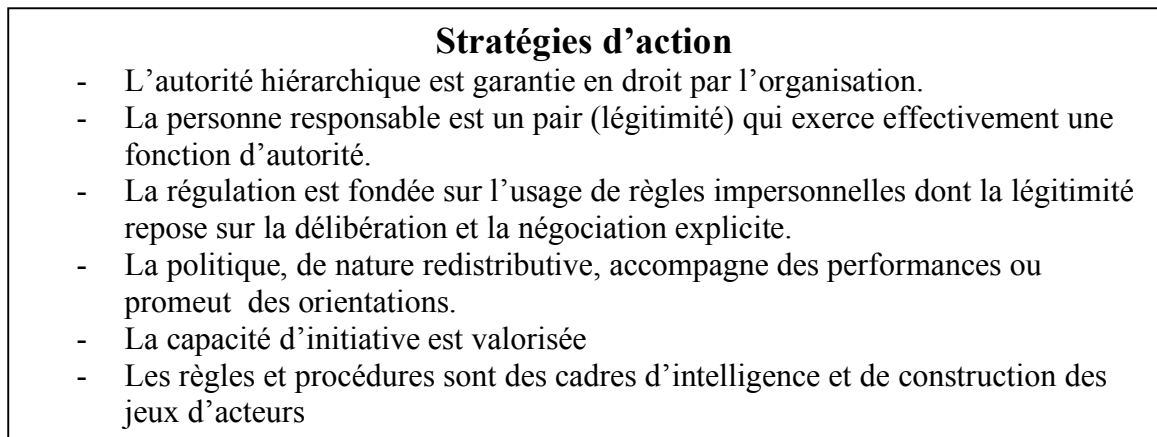 Stratégies d’action
- L’autorité hiérarchique est garantie en droit par l’organisation.
- La personne responsable est un pair (légitimité) qui exerce effectivement une
fonction d’autorité.
- La régulation est fondée sur l’usage de règles impersonnelles dont la légitimité
repose sur la délibération et la négociation explicite.
- La politique, de nature redistributive, accompagne des performances ou
promeut  des orientations.
- La capacité d’initiative est valorisée
- Les règles et procédures sont des cadres d’intelligence et de construction des
jeux d’acteurs